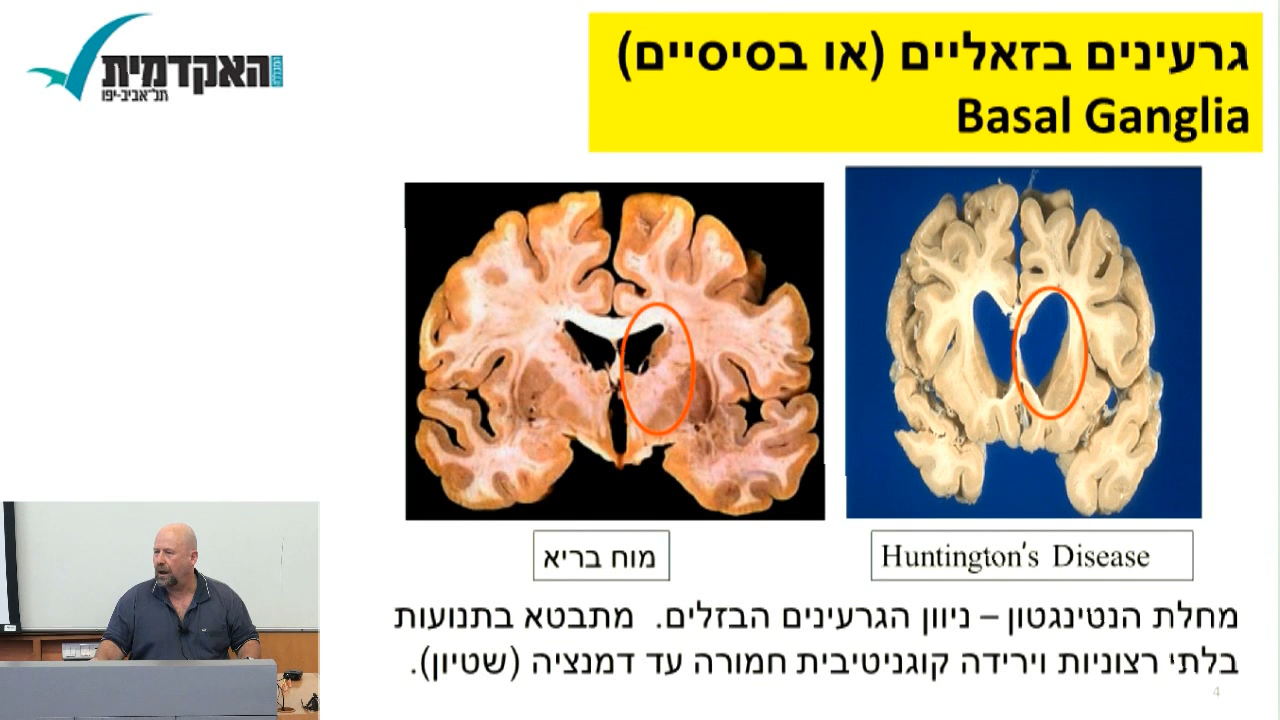 המכללה
האקדמית
תל־אביב-יפו
גרעינים בזאליים (או בסיסיים)
Basal Ganglia
מוח בריא
Huntington's Disease
מחלת הנטינגטון – ניוון הגרעינים הבזלים. מתבטא בתנועות
בלתי רצוניות וירידה קוגניטיבית חמורה עד דמנציה (שטיון).
4